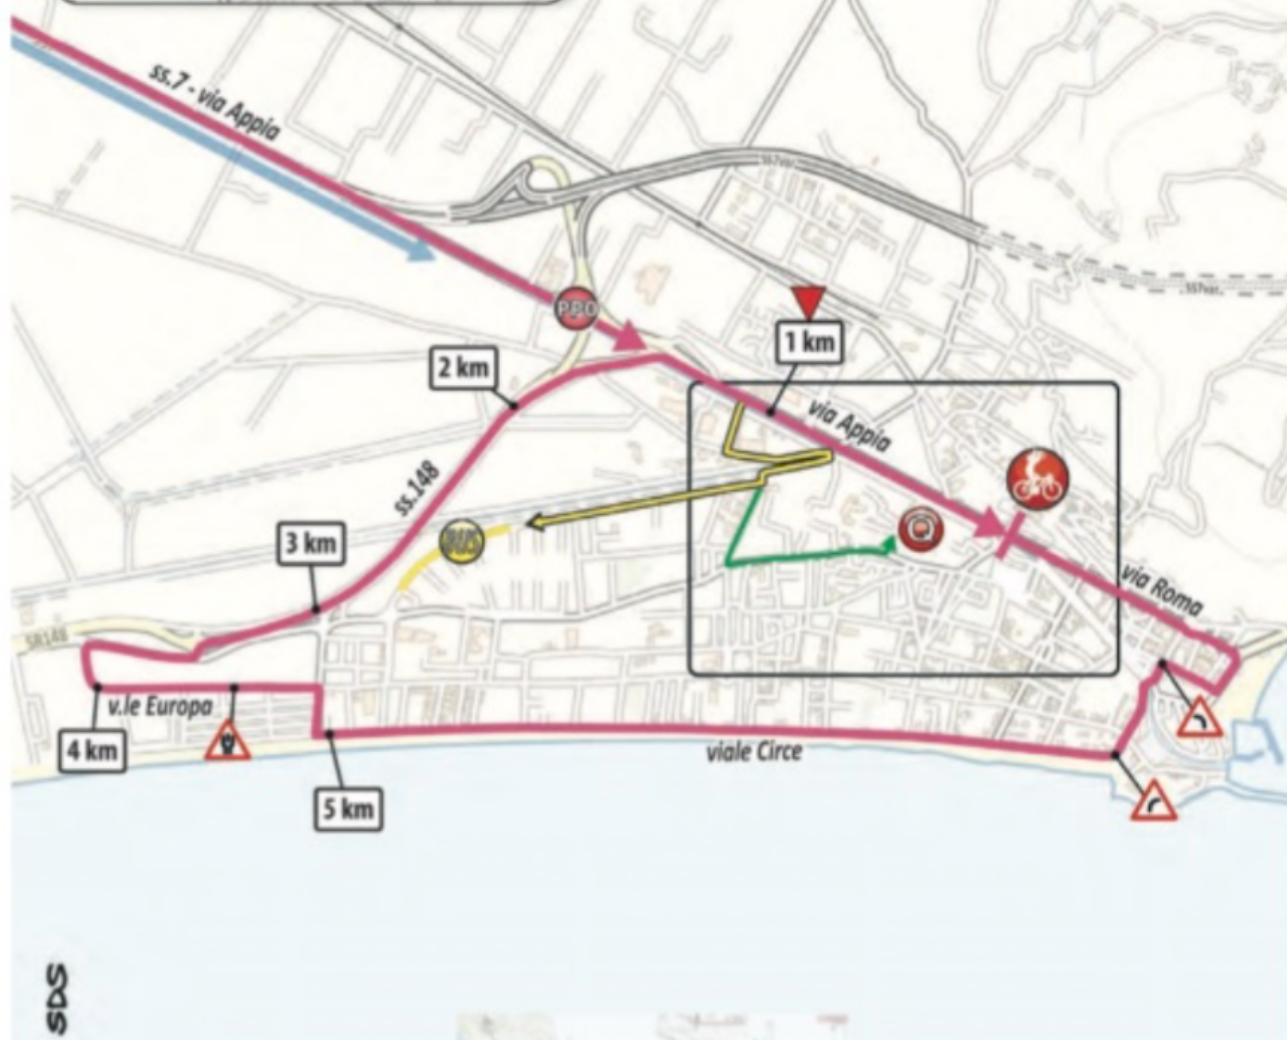 ss.7 - via Appia
PPO
1 km
2 km
via Appia
ss.148
BUS
Q
3 km
via Roma
SR148
v.le Europa
4 km
viale Circe
5 km
SDS